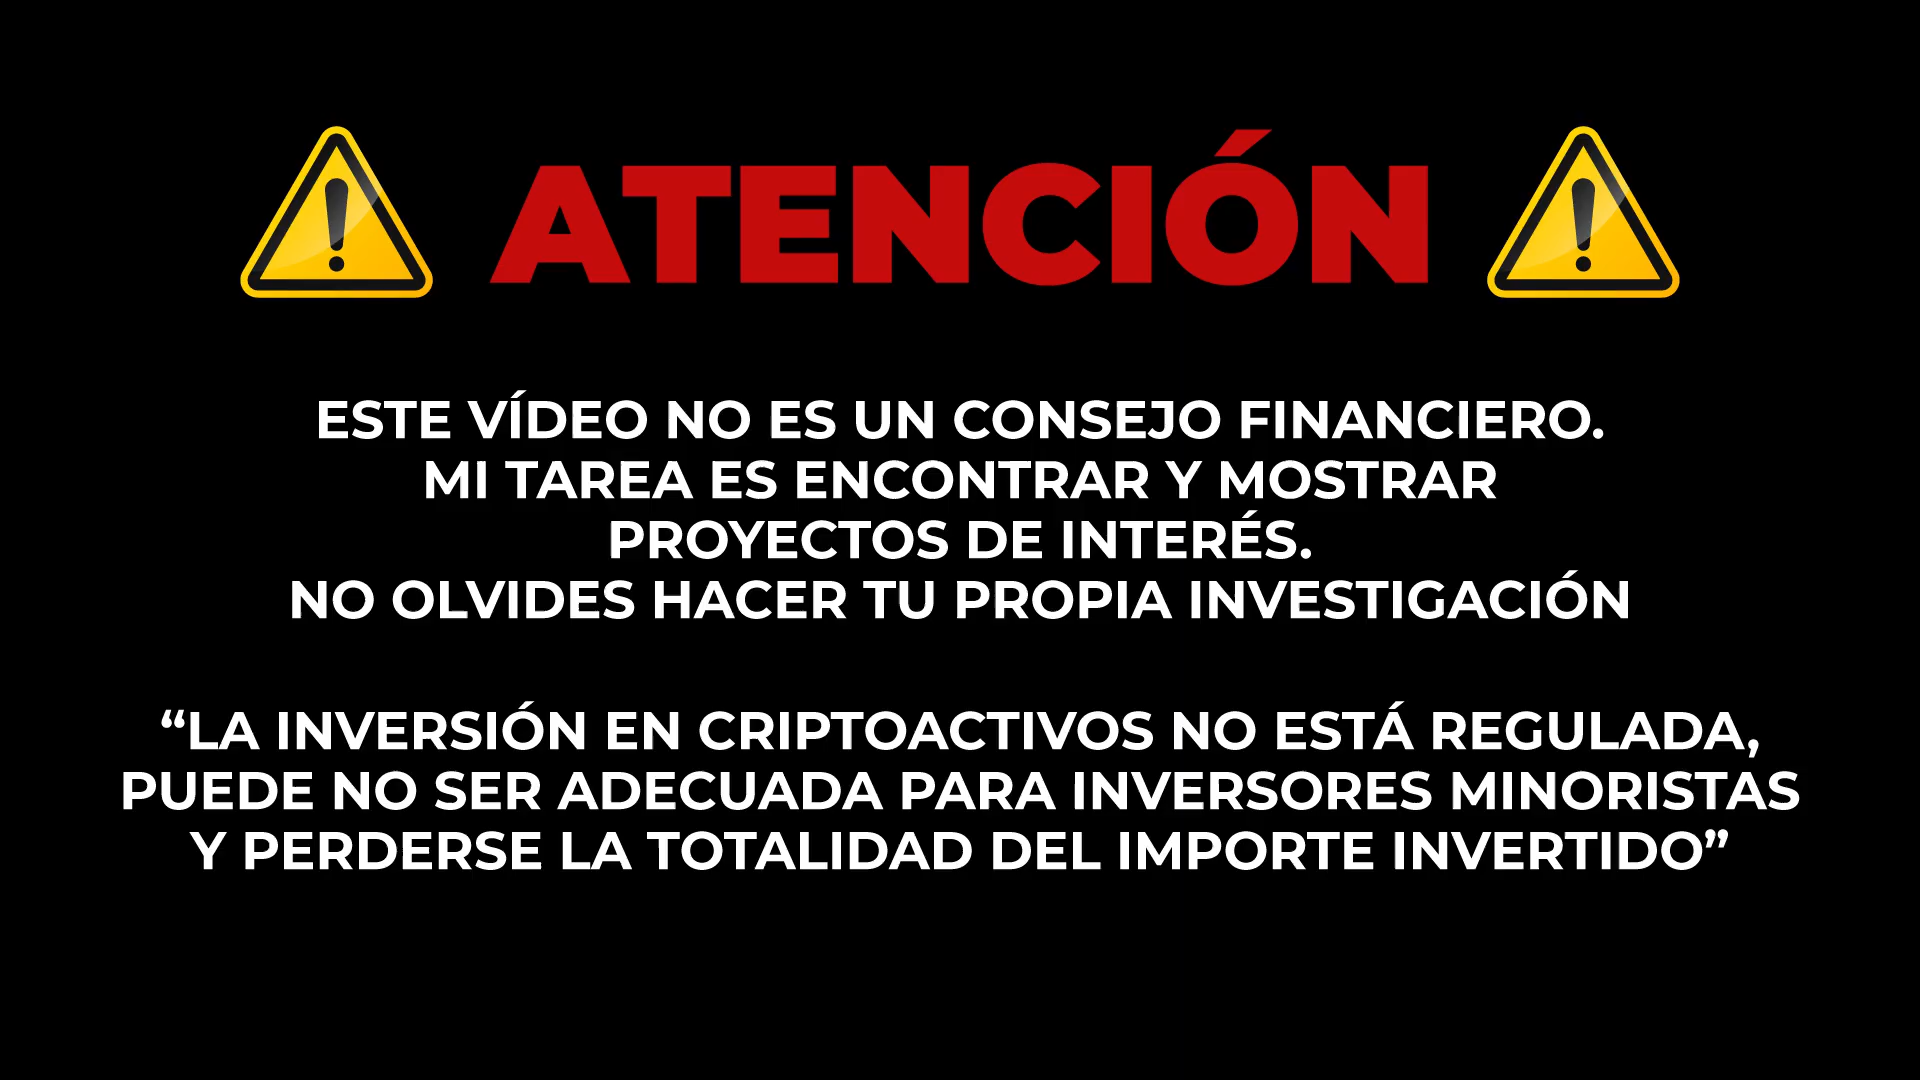 ATENCIÓN
ESTE VÍDEO NO ES UN CONSEJO FINANCIERO.
MI TAREA ES ENCONTRAR Y MOSTRAR
PROYECTOS DE INTERÉS.
NO OLVIDES HACER TU PROPIA INVESTIGACIÓN
“LA INVERSIÓN EN CRIPTOACTIVOS NO ESTÁ REGULADA,
PUEDE NO SER ADECUADA PARA INVERSORES MINORISTAS
Y PERDERSE LA TOTALIDAD DEL IMPORTE INVERTIDO”